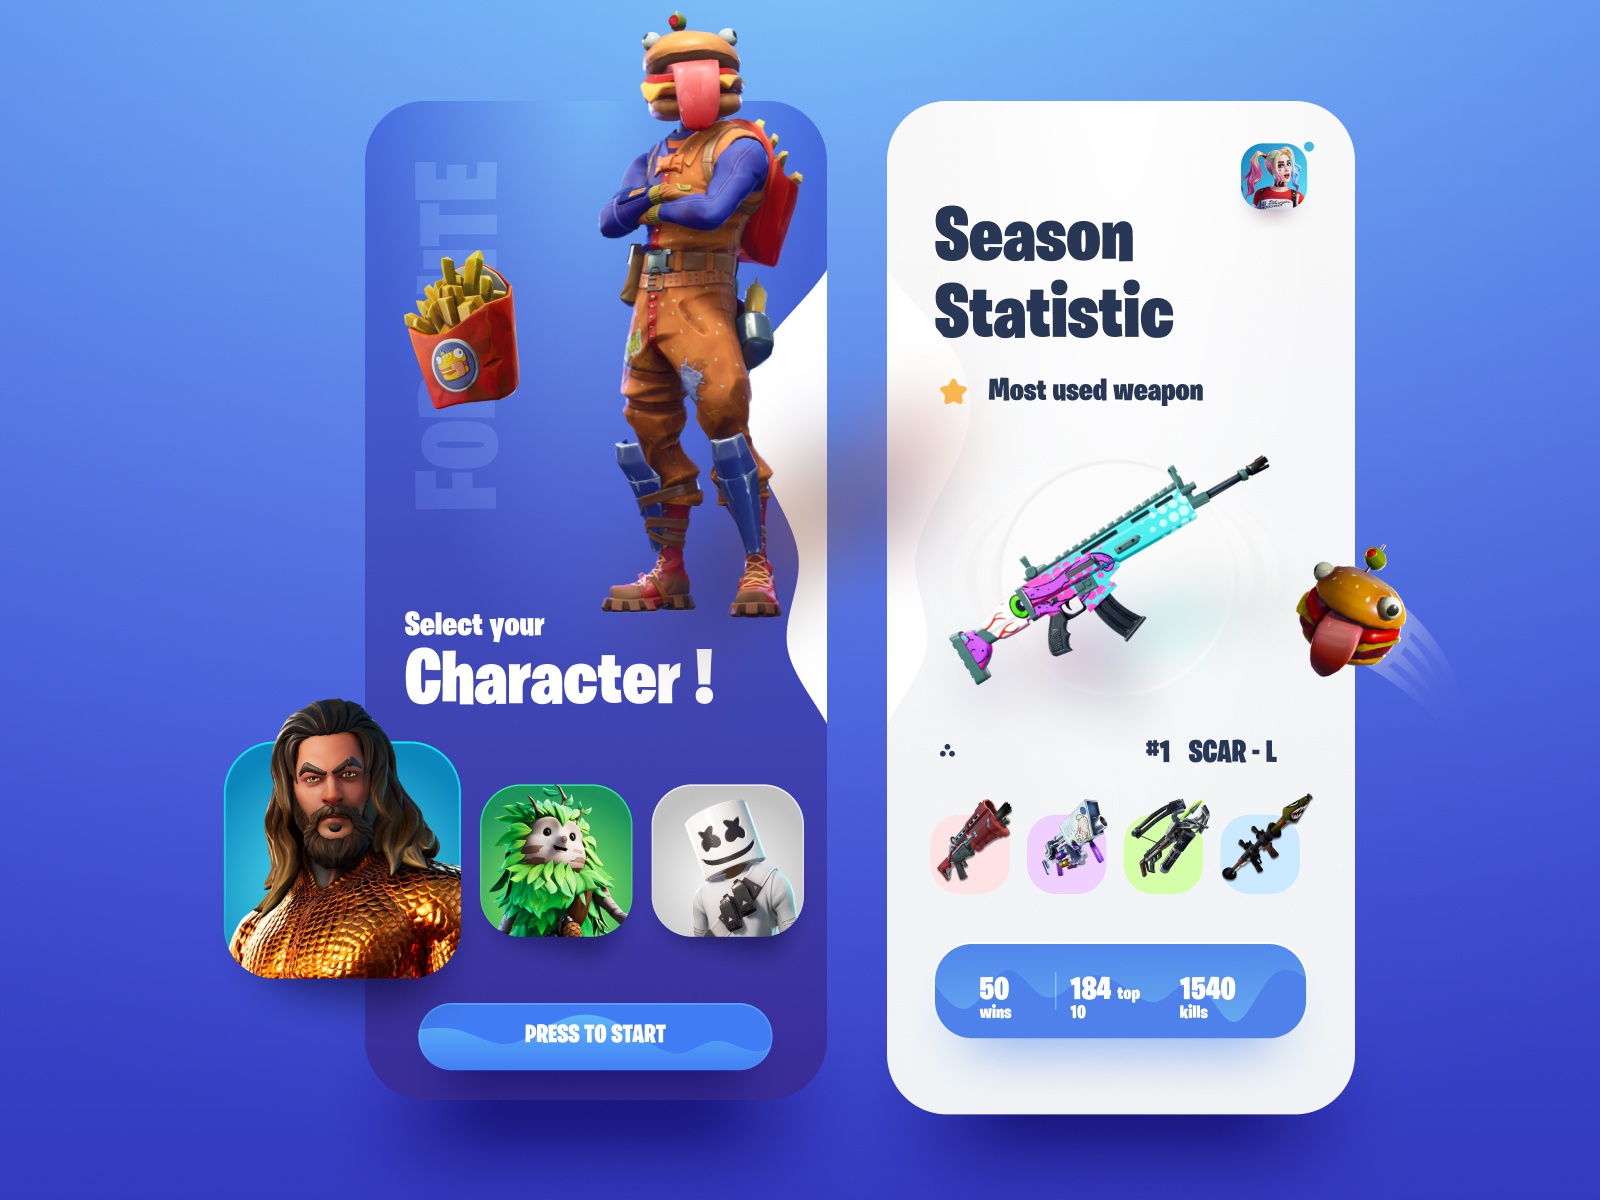 Select your
Character !
PRESS TO START
Season
Statistic
Most used weapon
#1 SCAR - L
50
wins
184 top
10
1540
kills